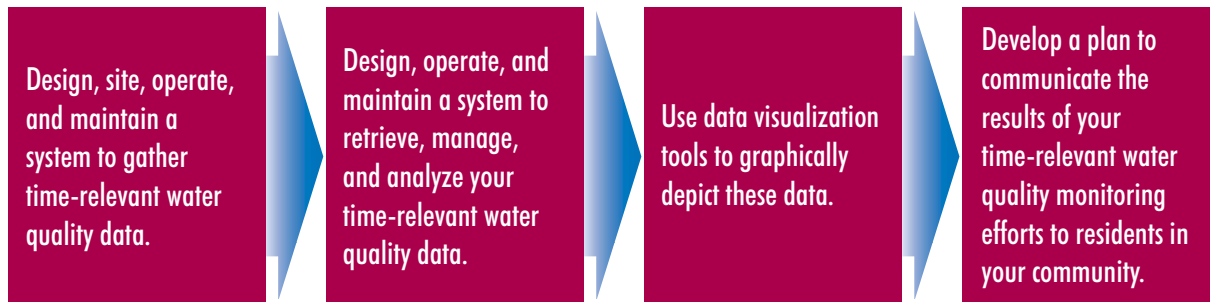 Design, site, operate,
and maintain a
system to gather
time-relevant water
quality data.
Design, operate, and
maintain a system to
retrieve, manage,
and analyze your
time-relevant water
quality data.
Use data visualization
tools to graphically
depict these data.
Develop a plan to
communicate the
results of your
time-relevant water
quality monitoring
efforts to residents in
your community.